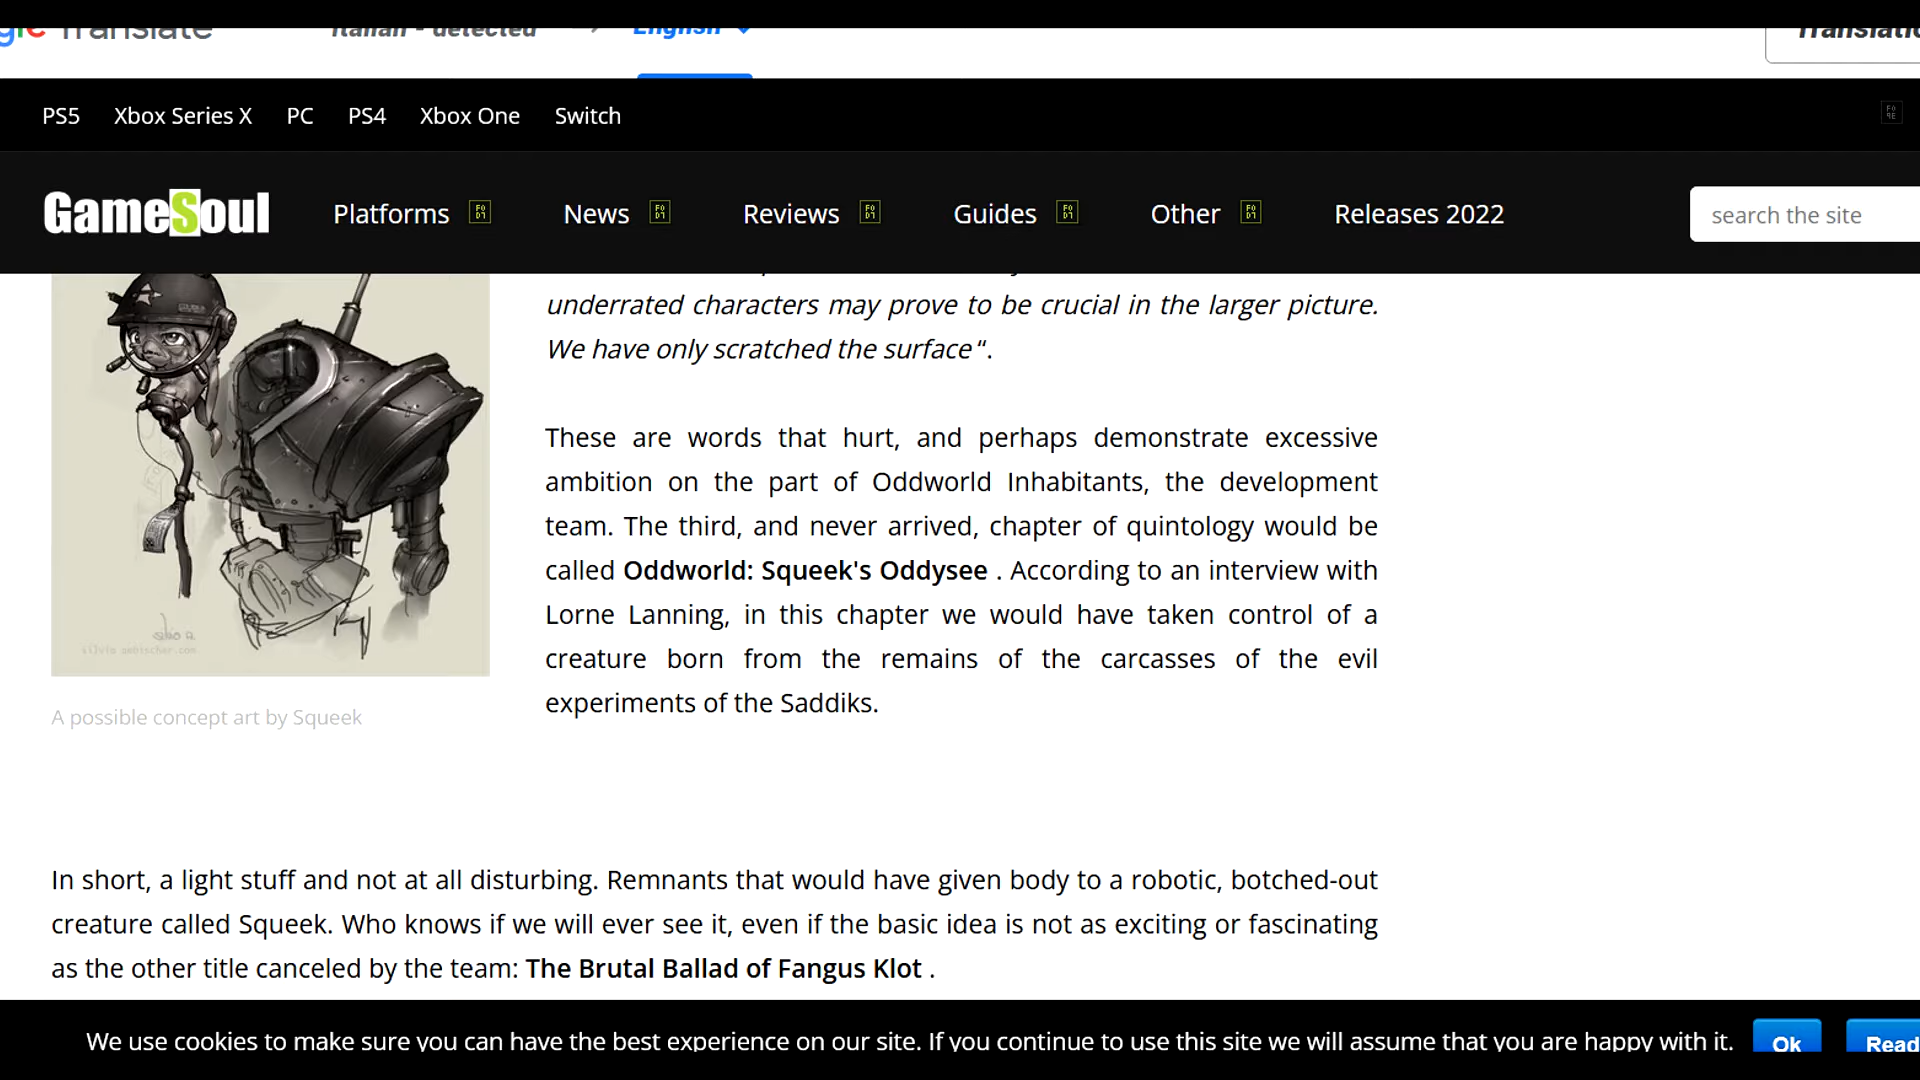 Translate Italian - detected English
PS5 Xbox Series X PC PS4 Xbox One Switch
GameSoul Platforms News Reviews Guides Other Releases 2022 search the site
underrated characters may prove to be crucial in the larger picture.
We have only scratched the surface “.
These are words that hurt, and perhaps demonstrate excessive
ambition on the part of Oddworld Inhabitants, the development
team. The third, and never arrived, chapter of quintology would be
called Oddworld: Squeek's Oddysee . According to an interview with
Lorne Lanning, in this chapter we would have taken control of a
creature born from the remains of the carcasses of the evil
experiments of the Saddiks.
A possible concept art by Squeek
In short, a light stuff and not at all disturbing. Remnants that would have given body to a robotic, botched-out
creature called Squeek. Who knows if we will ever see it, even if the basic idea is not as exciting or fascinating
as the other title canceled by the team: The Brutal Ballad of Fangus Klot .
We use cookies to make sure you can have the best experience on our site. If you continue to use this site we will assume that you are happy with it. Ok Read